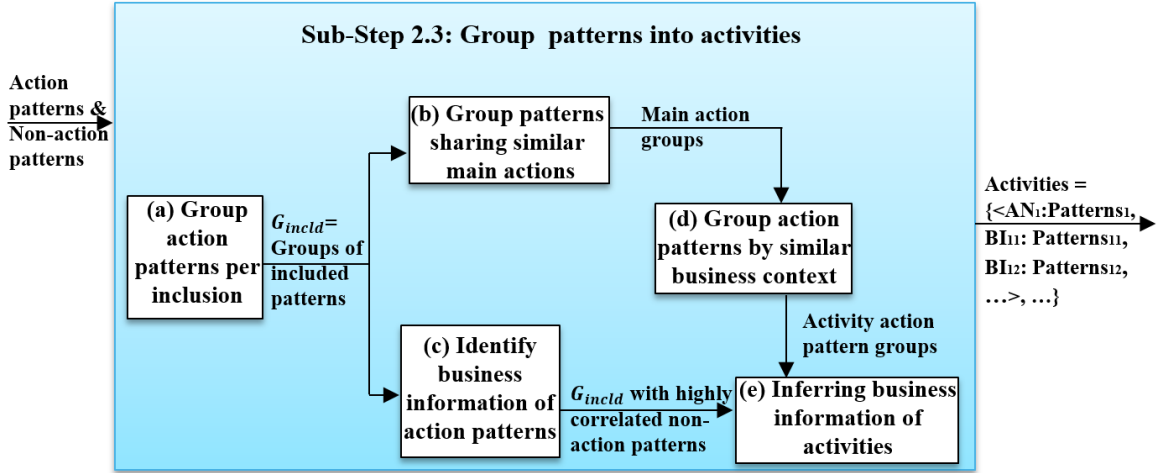 Sub-Step 2.3: Group patterns into activities
Action
patterns &
Non-action
patterns
(a) Group
action
patterns per
inclusion
G_incld=
Groups of
included
patterns
(b) Group patterns
sharing similar
main actions
Main action
groups
(c) Identify
business
information of
action patterns
G_incld with highly
correlated non-
action patterns
(d) Group action
patterns by similar
business context
Activity action
pattern groups
(e) Inferring business
information of
activities
Activities =
{<AN₁:Patterns₁,
BI₁₁: Patterns₁₁,
BI₁₂: Patterns₁₂,
…>, …}